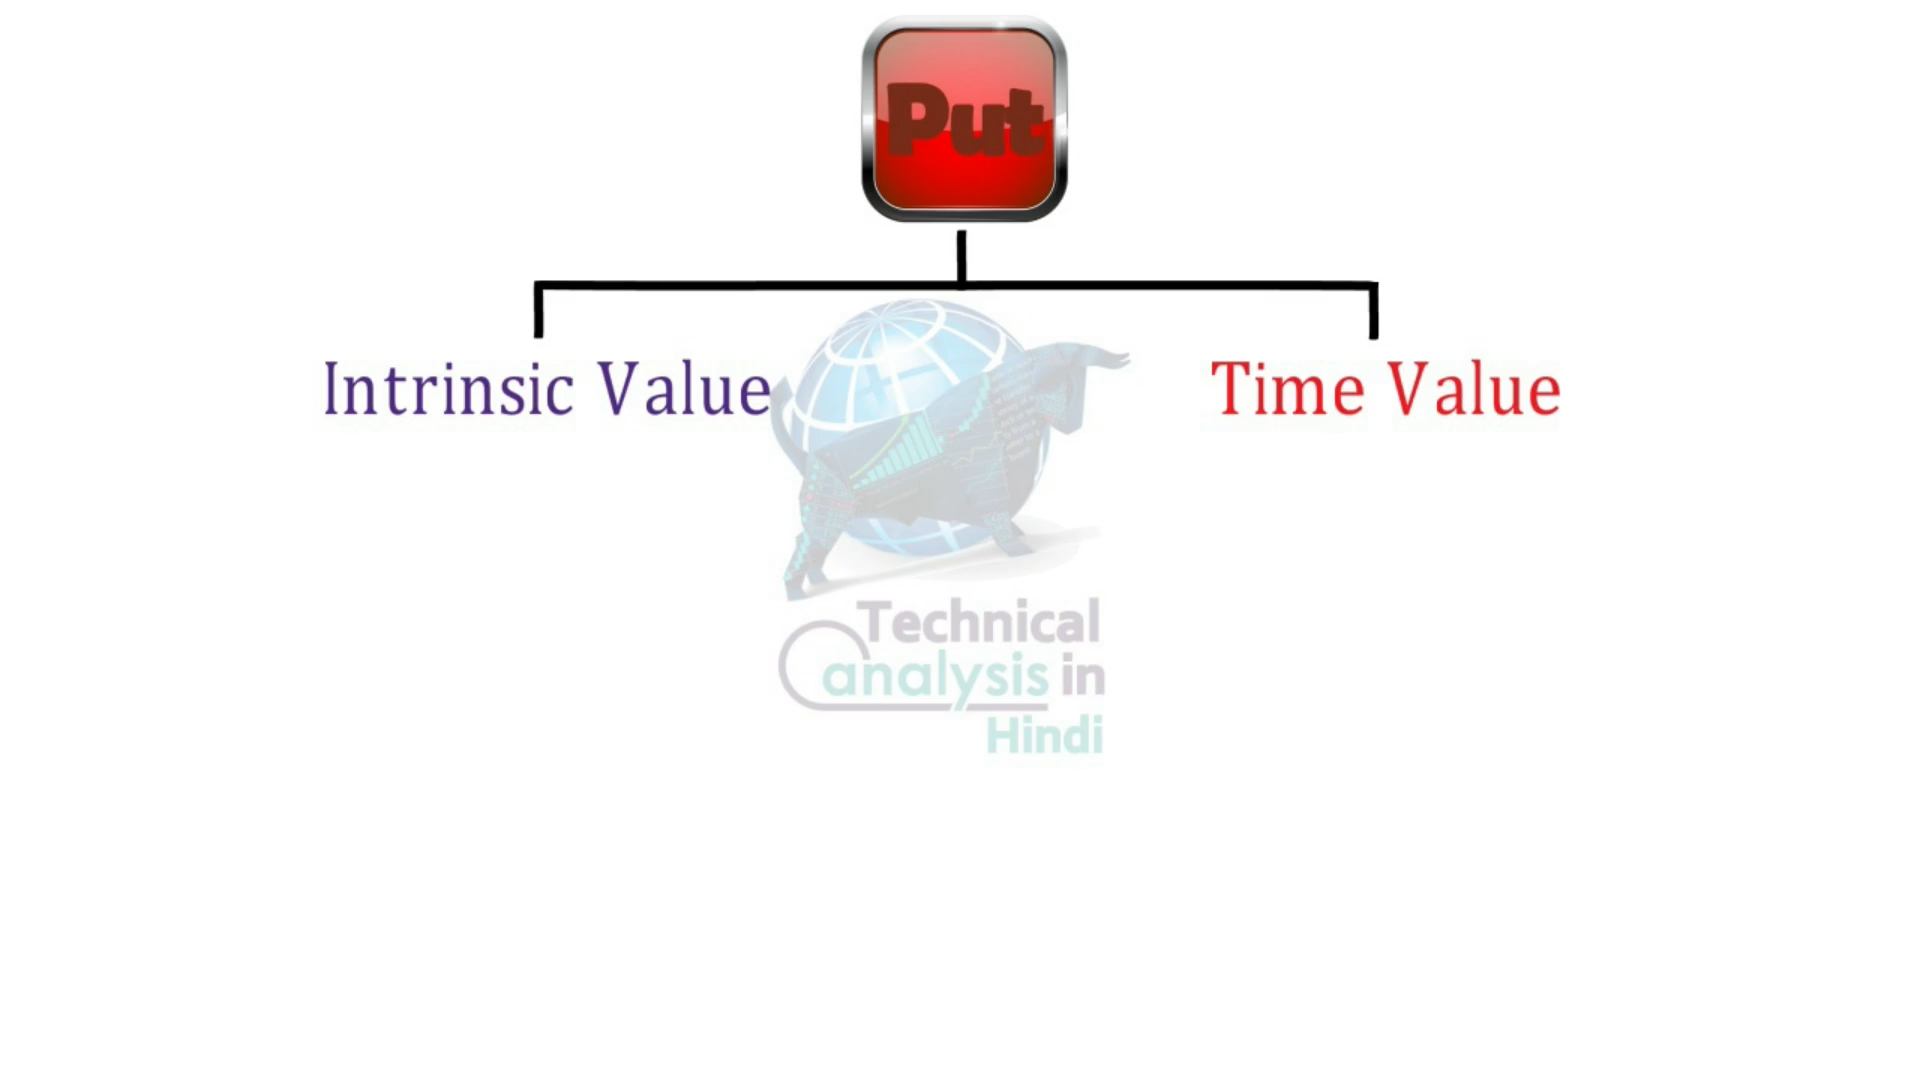 Put
Intrinsic Value
Time Value
Technical
analysis in
Hindi